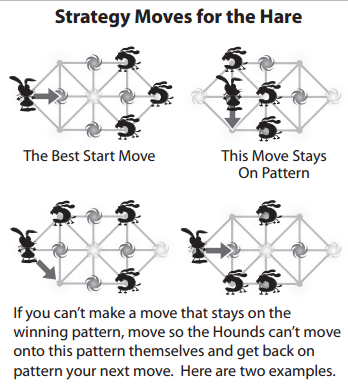 Strategy Moves for the Hare
The Best Start Move
This Move Stays
On Pattern
If you can't make a move that stays on the
winning pattern, move so the Hounds can't move
onto this pattern themselves and get back on
pattern your next move.  Here are two examples.